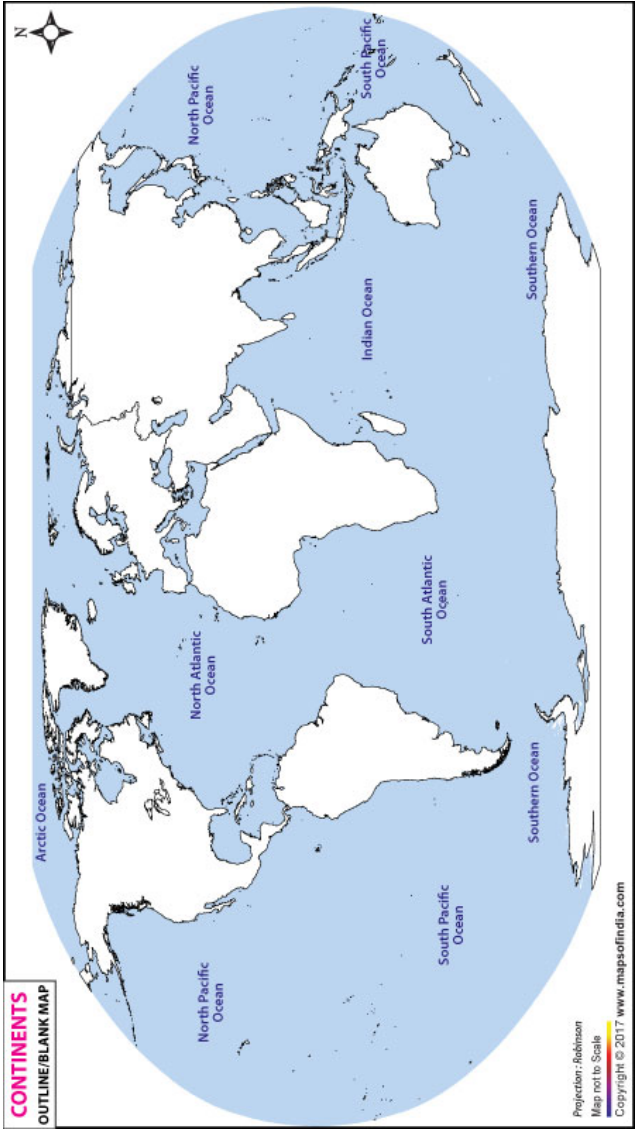 CONTINENTS
OUTLINE/BLANK MAP
N
Arctic Ocean
North Pacific
Ocean
North Atlantic
Ocean
North Pacific
Ocean
South Pacific
Ocean
Indian Ocean
South Atlantic
Ocean
South Pacific
Ocean
Southern Ocean
Southern Ocean
Projection : Robinson
Map not to Scale
Copyright © 2017 www.mapsofindia.com